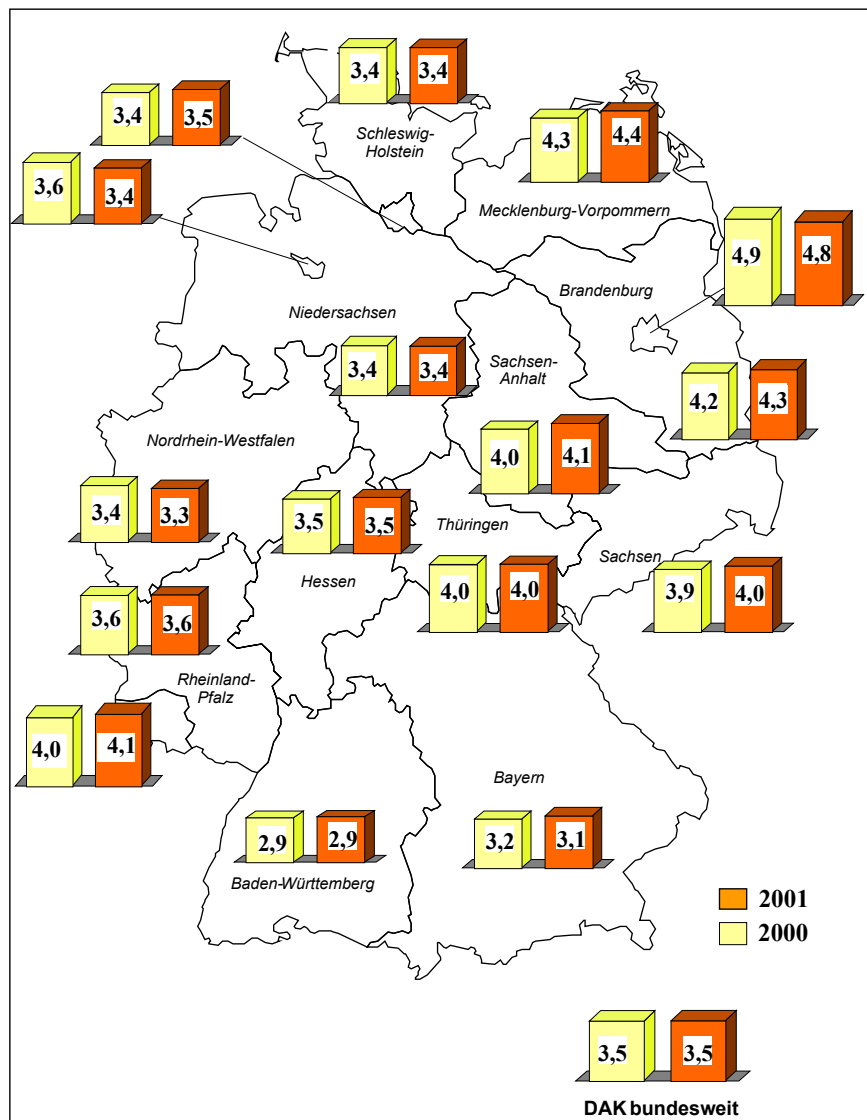 3,4 3,4
3,4 3,5
Schleswig-
Holstein
4,3 4,4
3,6 3,4
Mecklenburg-Vorpommern
4,9 4,8
Brandenburg
Niedersachsen
3,4 3,4
Sachsen-
Anhalt
4,2 4,3
Nordrhein-Westfalen
4,0 4,1
3,4 3,3
3,5 3,5
Thüringen
Sachsen
Hessen
4,0 4,0
3,9 4,0
3,6 3,6
Rheinland-
Pfalz
4,0 4,1
Bayern
2,9 2,9
3,2 3,1
Baden-Württemberg
2001
2000
3,5 3,5
DAK bundesweit